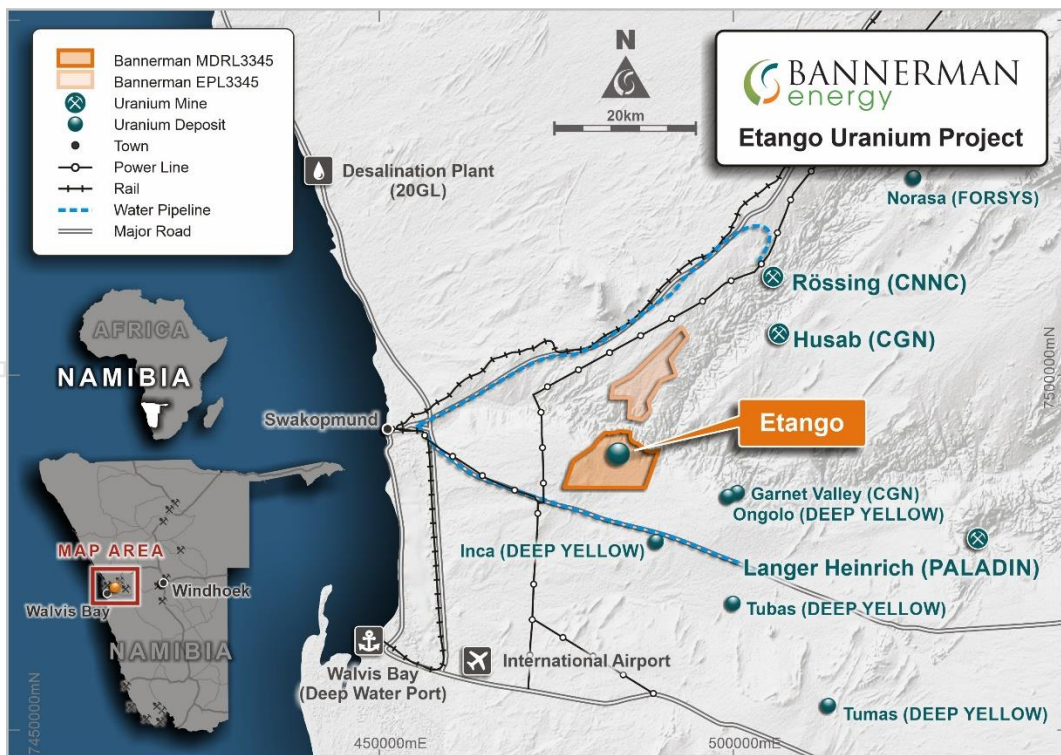 Bannerman MDRL3345
Bannerman EPL3345
Uranium Mine
Uranium Deposit
Town
Power Line
Rail
Water Pipeline
Major Road
N
20km
BANNERMAN
energy
Etango Uranium Project
Desalination Plant
(20GL)
Norasa (FORSYS)
Rössing (CNNC)
Husab (CGN)
AFRICA
NAMIBIA
Swakopmund
Etango
7500000mN
Garnet Valley (CGN)
Ongolo (DEEP YELLOW)
Inca (DEEP YELLOW)
Langer Heinrich (PALADIN)
MAP AREA
Windhoek
Walvis Bay
NAMIBIA
Tubas (DEEP YELLOW)
Walvis Bay
(Deep Water Port)
International Airport
Tumas (DEEP YELLOW)
7450000mN
450000mE
500000mE